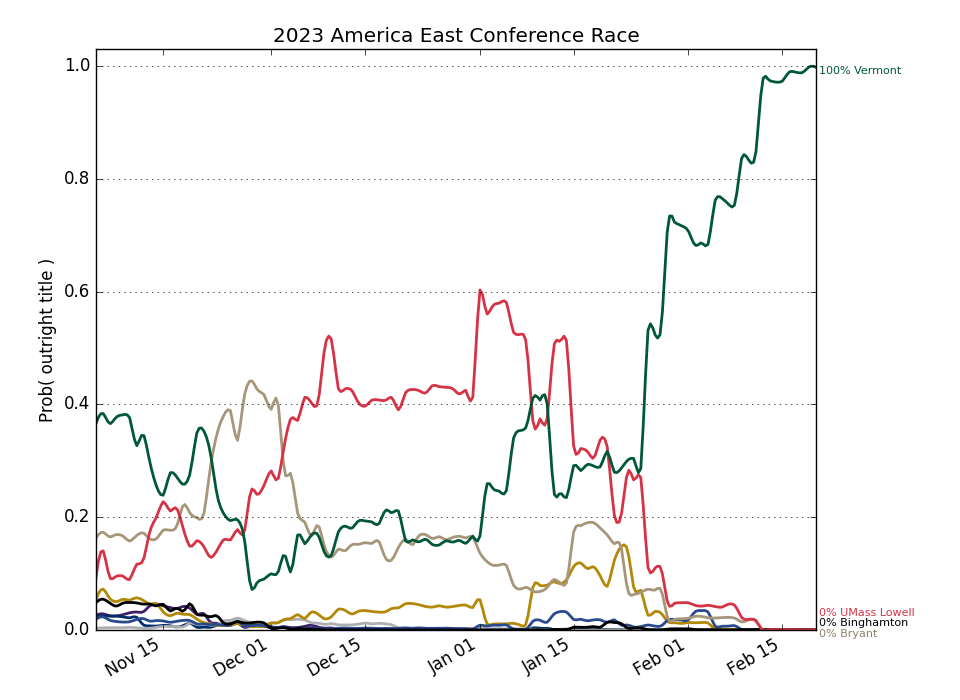 2023 America East Conference Race
Prob( outright title )
1.0
0.8
0.6
0.4
0.2
0.0
100% Vermont
0% UMass Lowell
0% Binghamton
0% Bryant
Nov 15
Dec 01
Dec 15
Jan 01
Jan 15
Feb 01
Feb 15